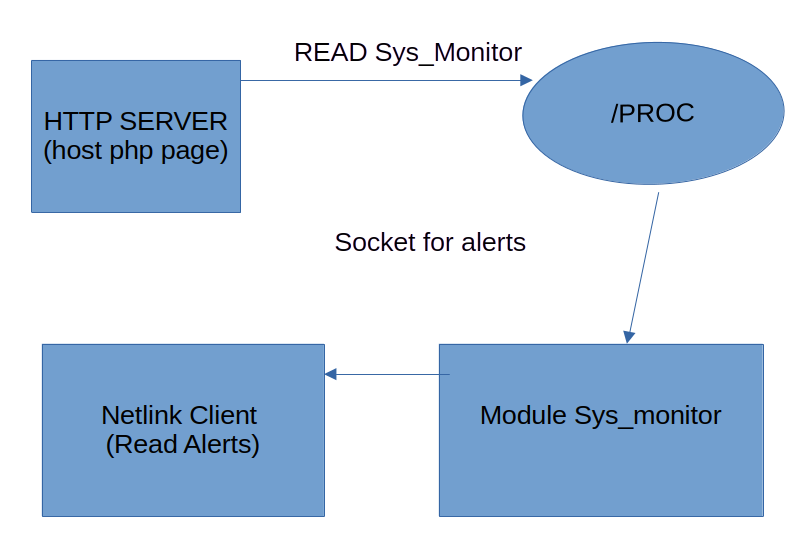 READ Sys_Monitor
HTTP SERVER
(host php page)
/PROC
Socket for alerts
Netlink Client
(Read Alerts)
Module Sys_monitor